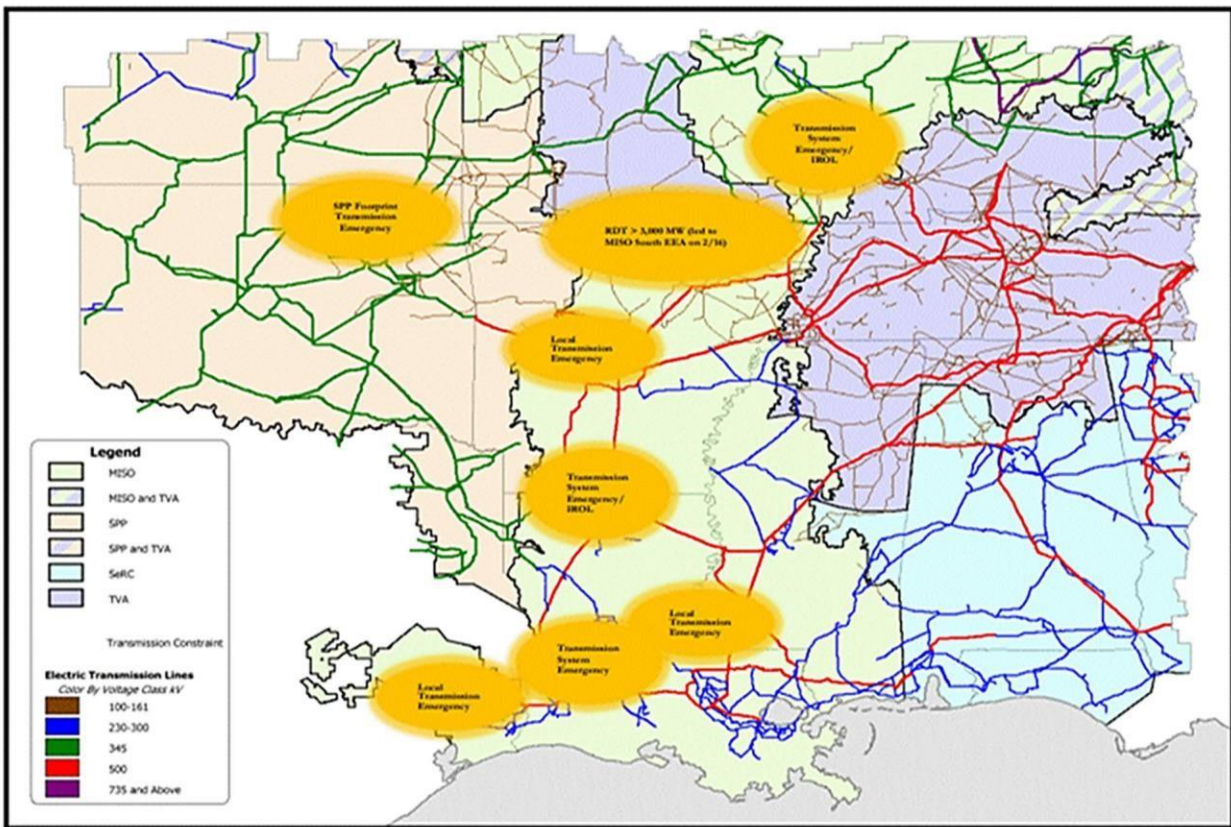 Transmission
System
Emergency/
IROL
SPP Footprint
Transmission
Emergency
RDT > 3,000 MW (led to
MISO South EEA on 2/16)
Local
Transmission
Emergency
Transmission
System
Emergency/
IROL
Local
Transmission
Emergency
Transmission
System
Emergency
Local
Transmission
Emergency
Legend
MISO
MISO and TVA
SPP
SPP and TVA
SeRC
TVA
Transmission Constraint
Electric Transmission Lines
Color By Voltage Class kV
100-161
230-300
345
500
735 and Above